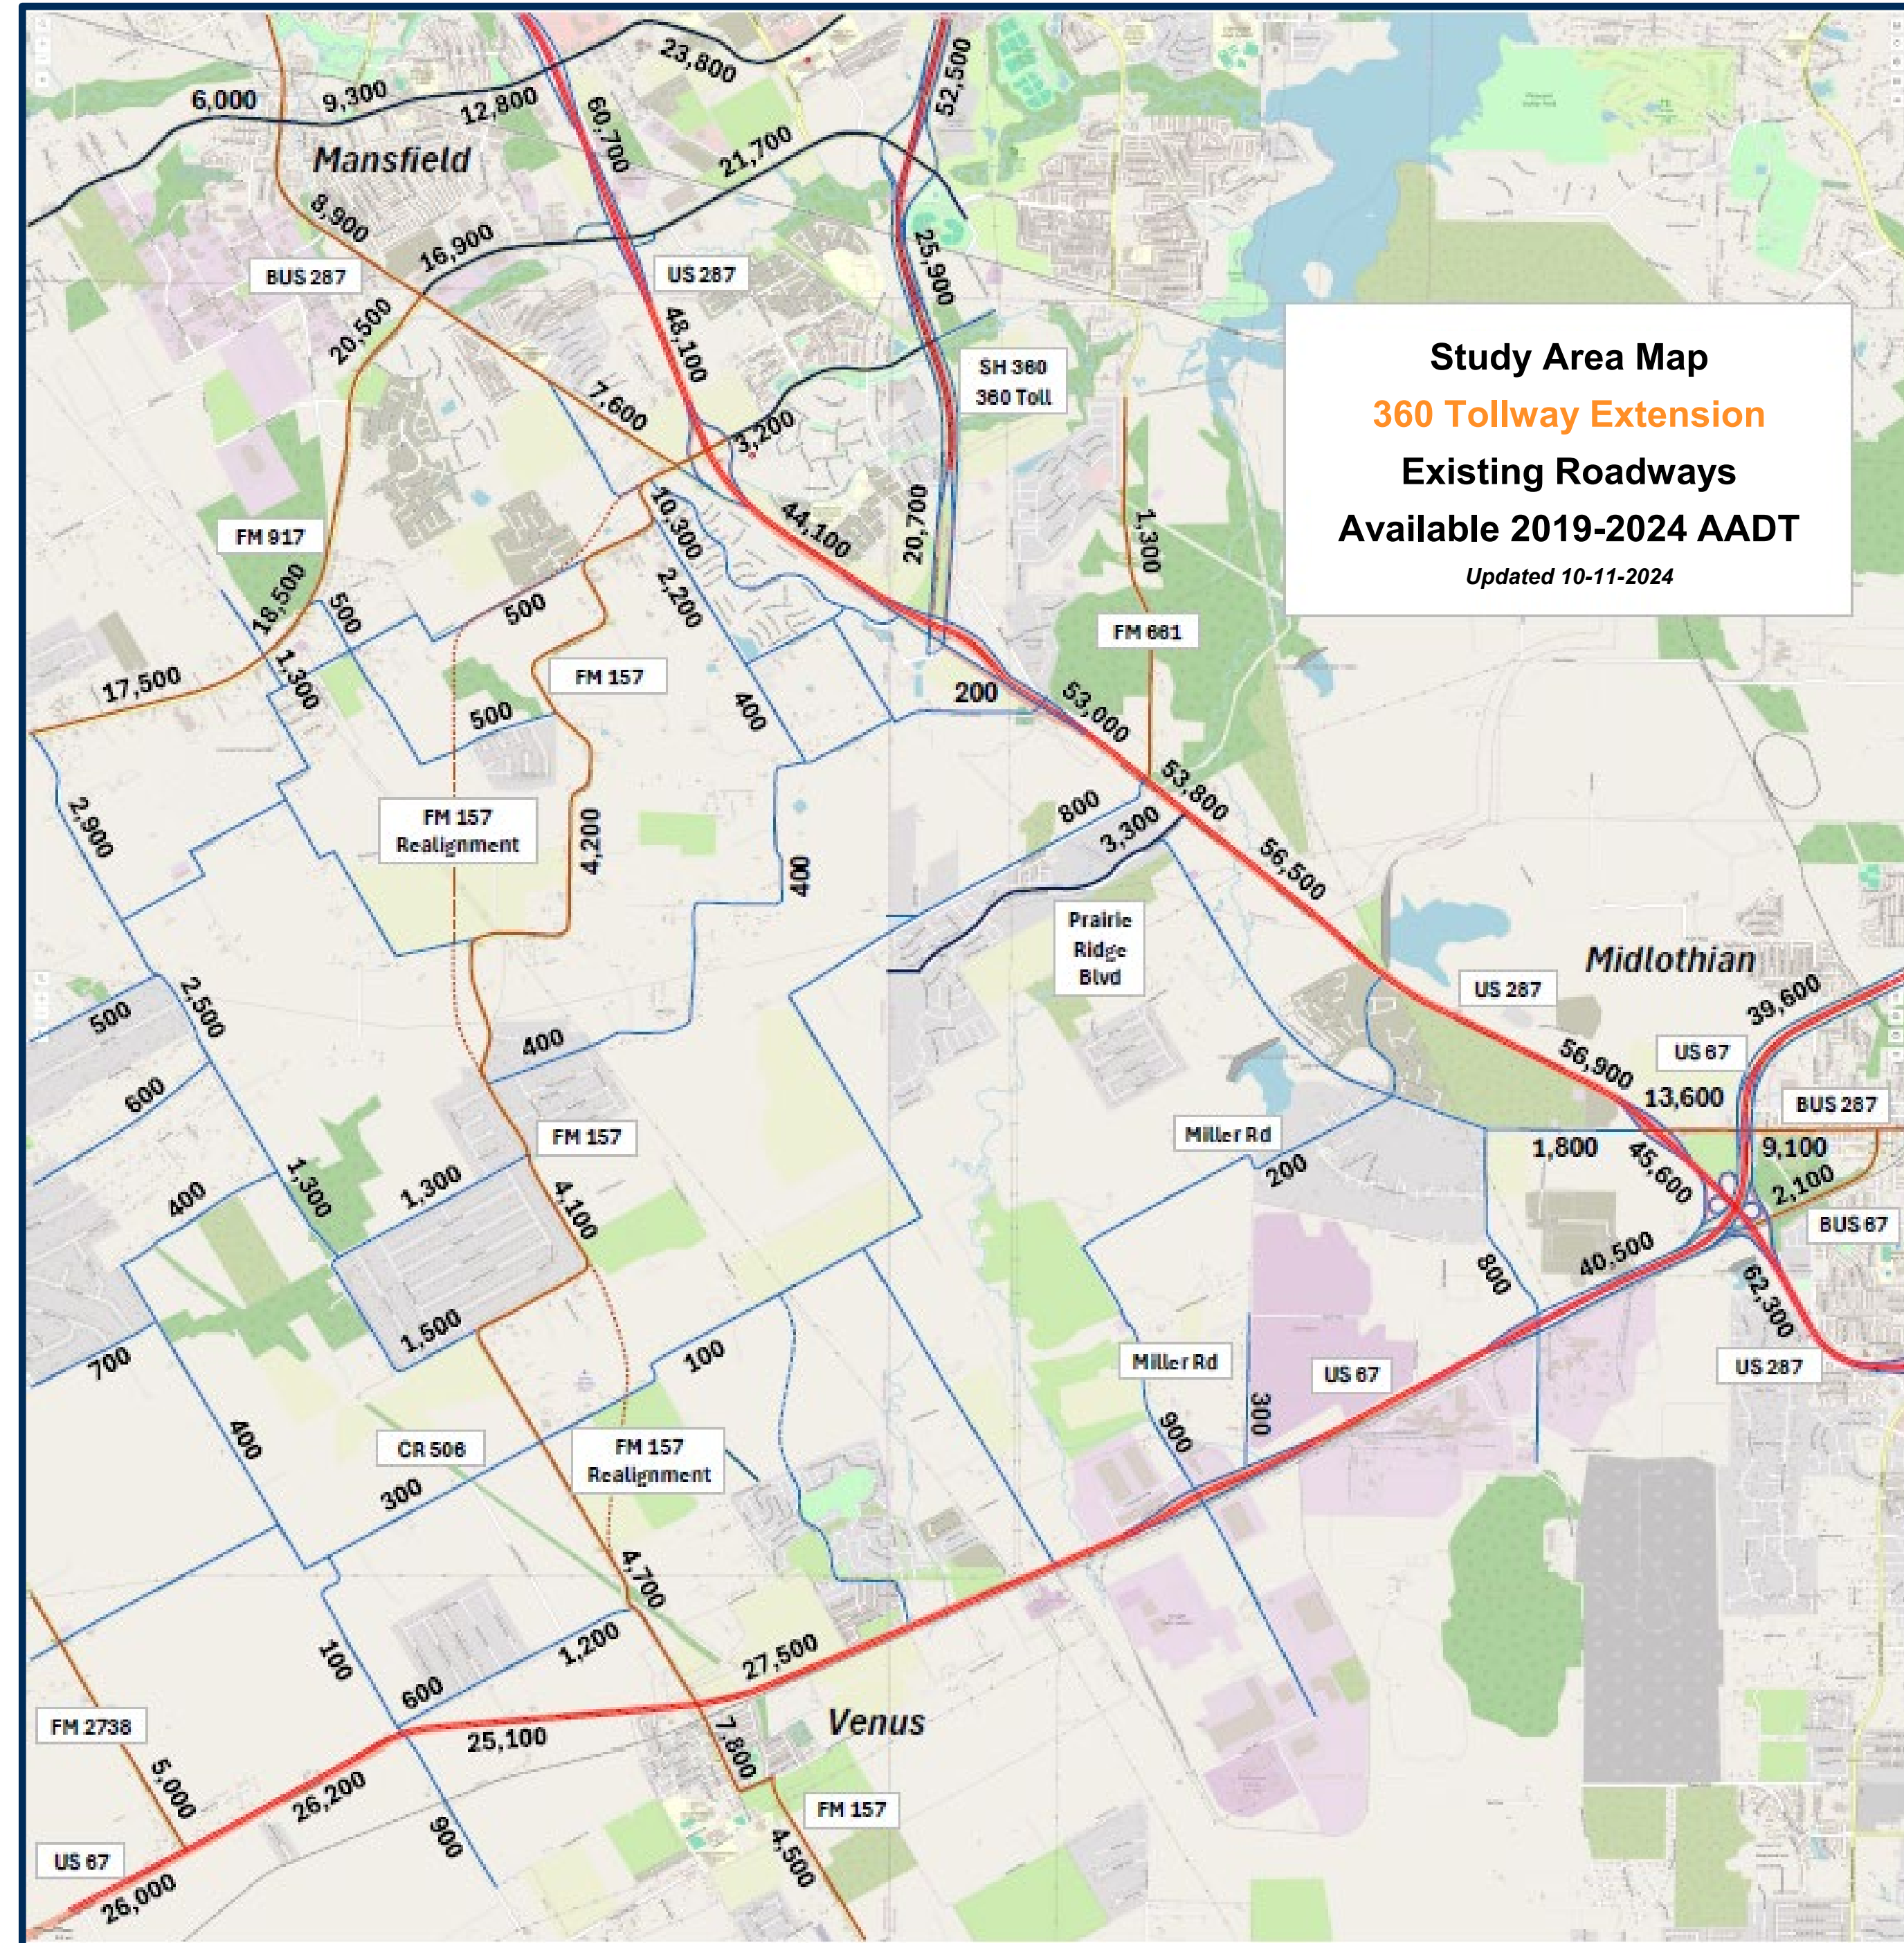 23,800
52,500
6,000
9,300
12,800
60,700
21,700
Mansfield
8,900
16,900
BUS 287
US 287
25,900
20,500
48,100
SH 360
360 Toll
Study Area Map
360 Tollway Extension
Existing Roadways
Available 2019-2024 AADT
Updated 10-11-2024
7,600
3,200
10,300
44,100
20,700
1,300
FM 917
18,500
500
500
2,200
FM 661
1,300
17,500
FM 157
200
53,000
500
400
53,800
2,900
FM 157
Realignment
4,200
800
3,300
400
56,500
Prairie
Ridge
Blvd
Midlothian
US 287
39,600
500
2,500
400
56,900
US 67
600
13,600
BUS 287
FM 157
Miller Rd
1,800
45,600
9,100
400
1,300
1,300
4,100
200
2,100
BUS 67
40,500
800
62,300
700
1,500
100
Miller Rd
US 67
US 287
400
CR 506
FM 157
Realignment
900
300
300
4,700
100
1,200
27,500
600
FM 2738
25,100
7,800
Venus
5,000
26,200
900
FM 157
4,500
US 67
26,000